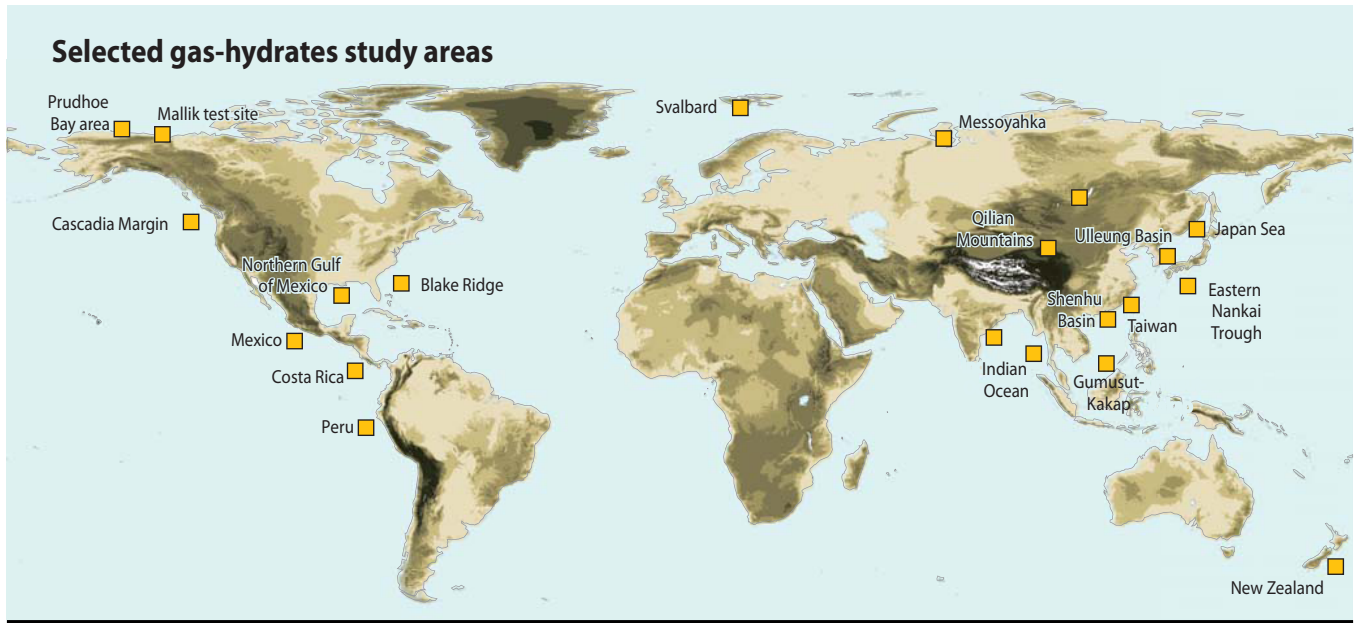 Selected gas-hydrates study areas
Prudhoe
Bay area
Mallik test site
Svalbard
Messoyahka
Cascadia Margin
Qilian
Mountains
Ulleung Basin
Japan Sea
Northern Gulf
of Mexico
Blake Ridge
Eastern
Nankai
Trough
Shenhu
Basin
Taiwan
Mexico
Costa Rica
Indian
Ocean
Gumusut-
Kakap
Peru
New Zealand